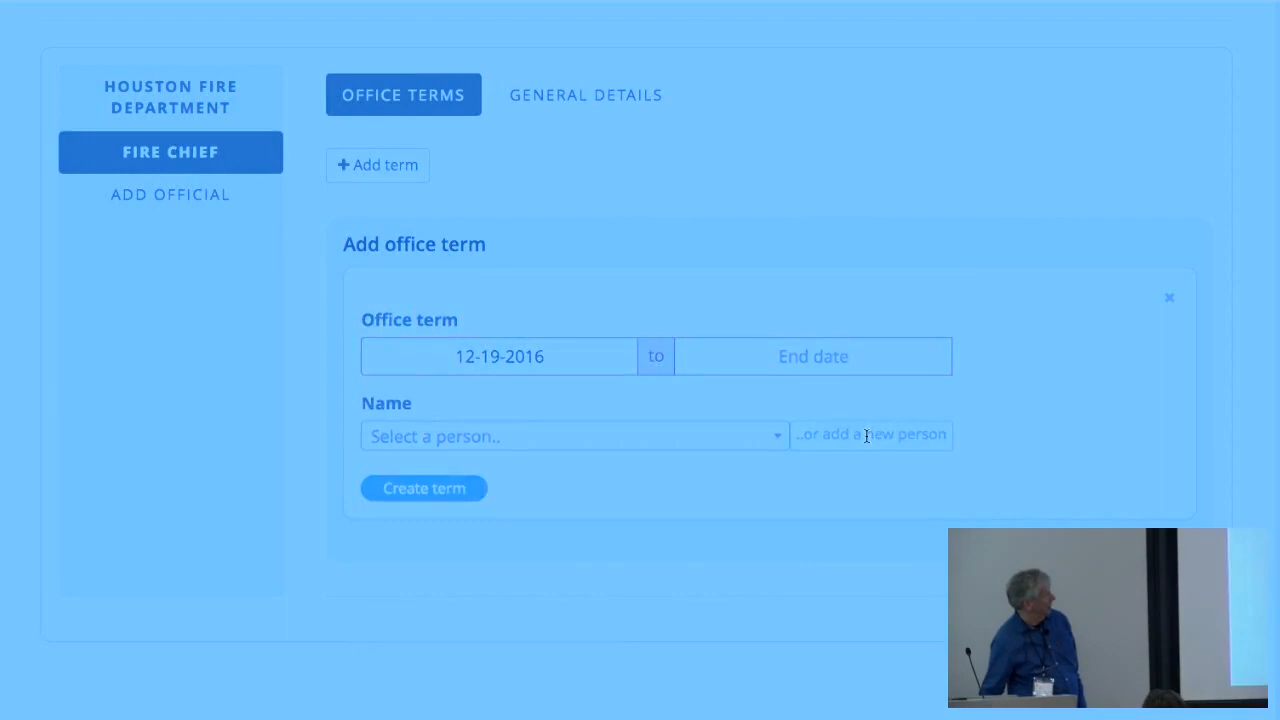 HOUSTON FIRE
DEPARTMENT
FIRE CHIEF
ADD OFFICIAL
OFFICE TERMS
GENERAL DETAILS
+ Add term
Add office term
×
Office term
12-19-2016 to End date
Name
Select a person..
..or add a new person
Create term